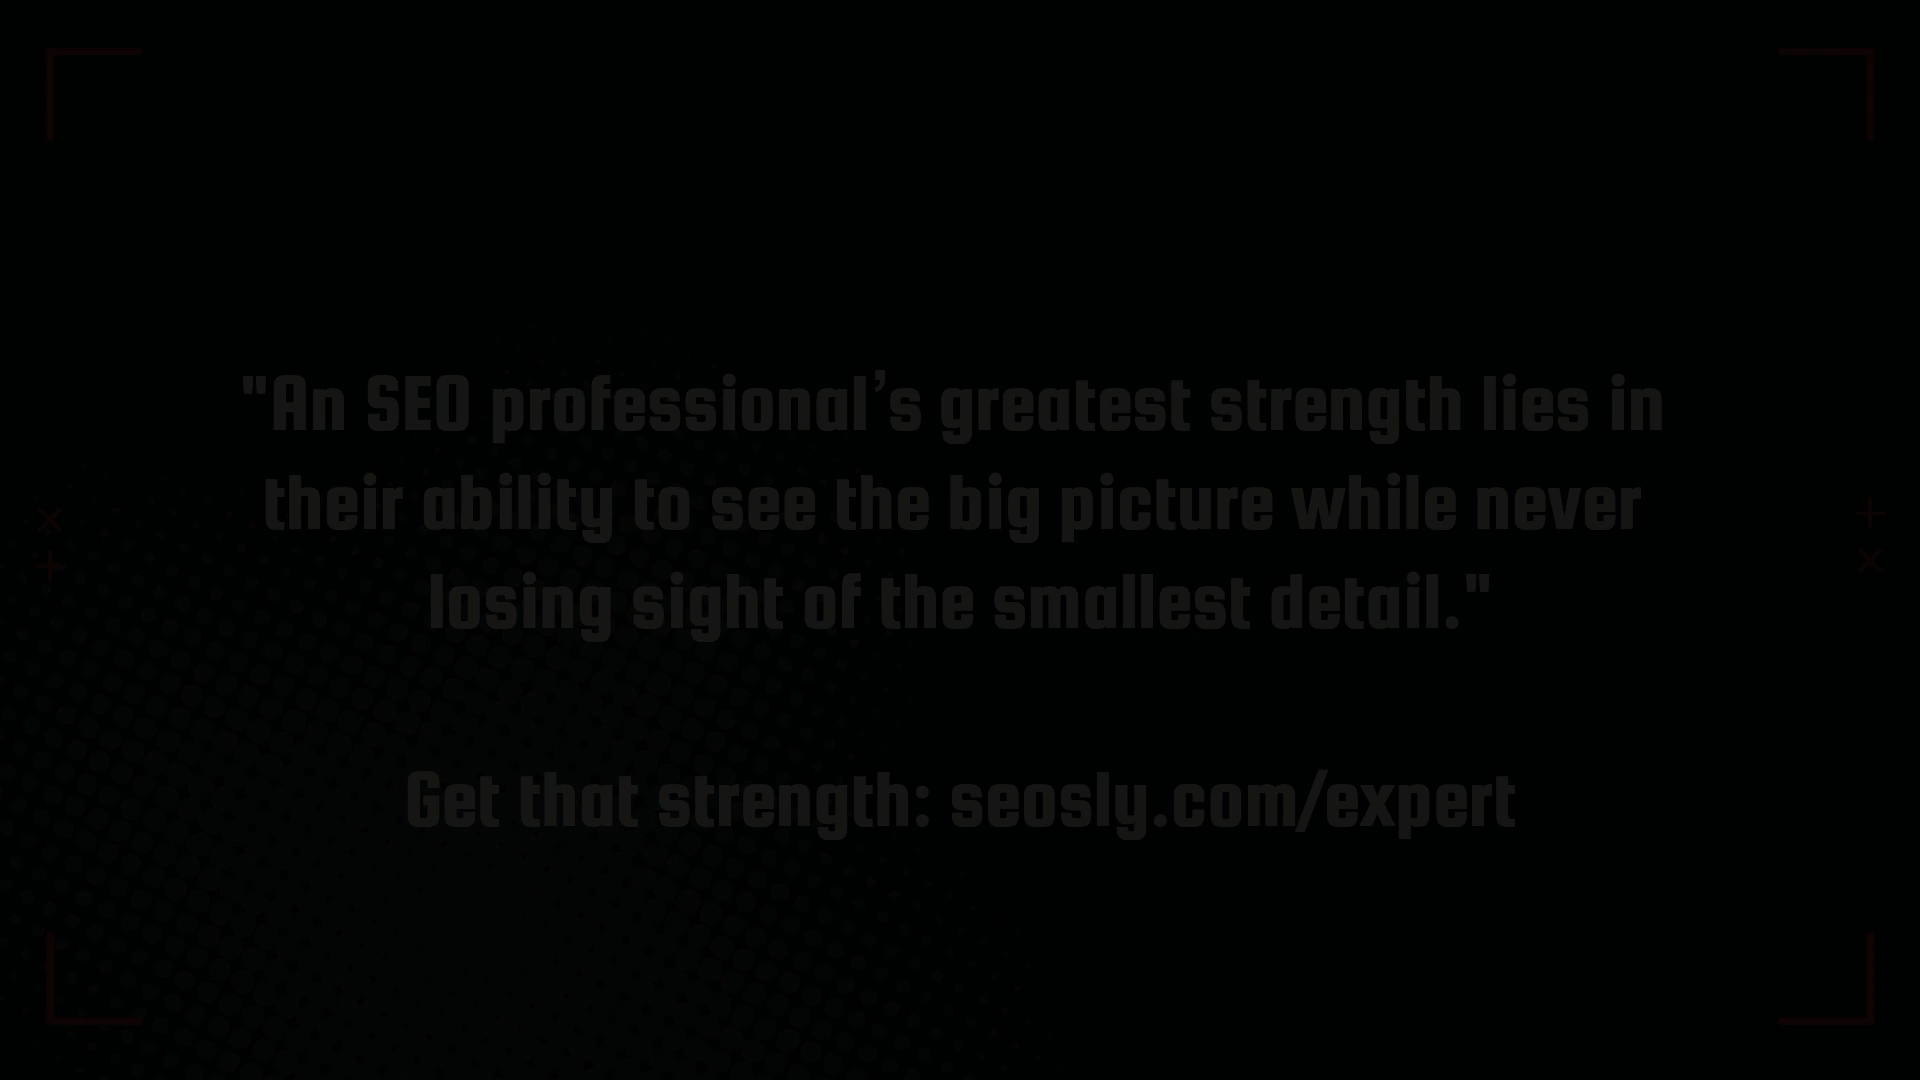 "An SEO professional’s greatest strength lies in
their ability to see the big picture while never
losing sight of the smallest detail."
Get that strength: seosly.com/expert